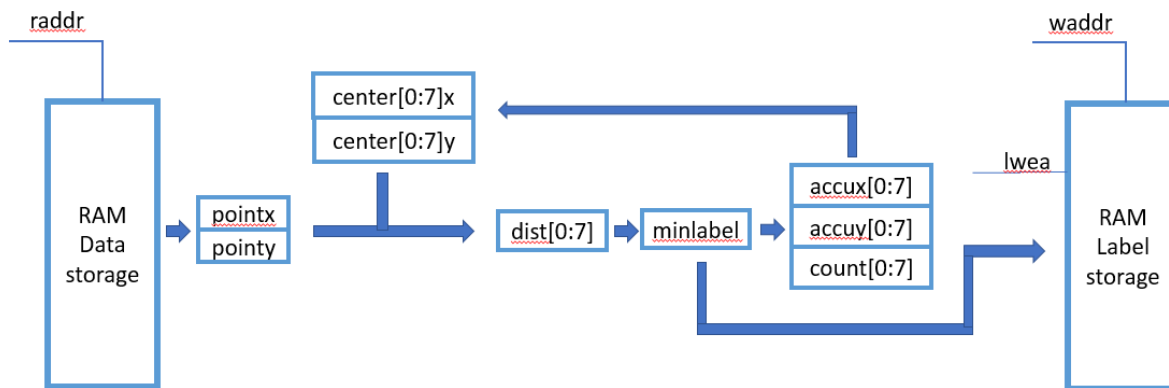 raddr
waddr
center[0:7]x
center[0:7]y
lwea
RAM
Data
storage
pointx
pointy
dist[0:7]
minlabel
accux[0:7]
accuy[0:7]
count[0:7]
RAM
Label
storage